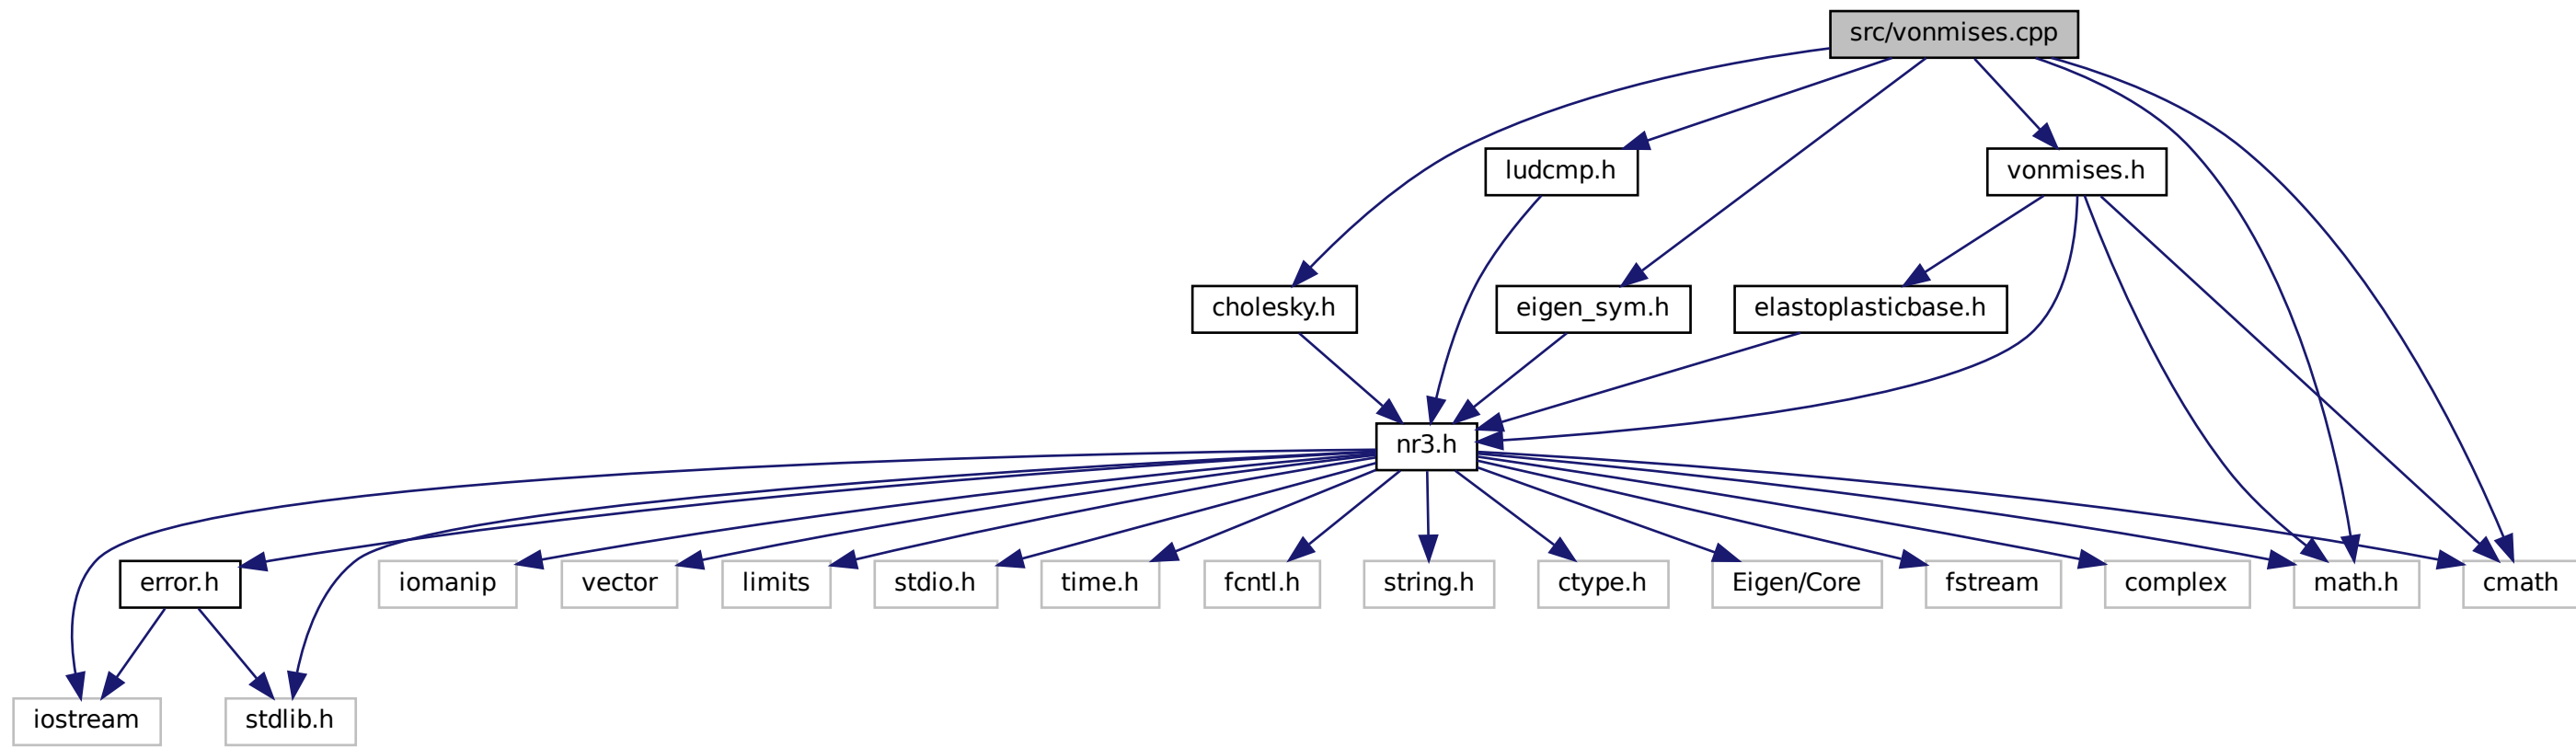 src/vonmises.cpp
ludcmp.h
vonmises.h
cholesky.h
eigen_sym.h
elastoplasticbase.h
nr3.h
error.h
iomanip
vector
limits
stdio.h
time.h
fcntl.h
string.h
ctype.h
Eigen/Core
fstream
complex
math.h
cmath
iostream
stdlib.h